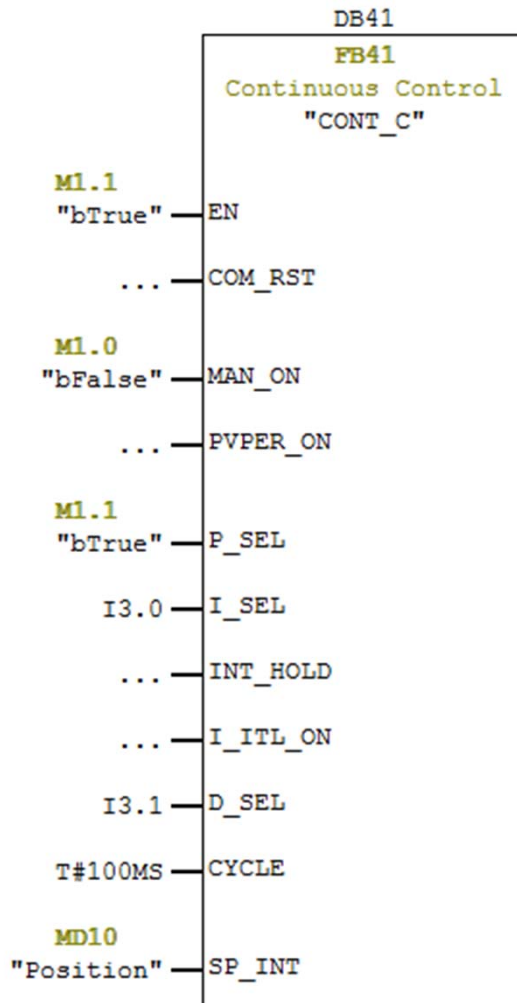 DB41
FB41
Continuous Control
"CONT_C"
M1.1
"bTrue" EN
... COM_RST
M1.0
"bFalse" MAN_ON
... PVPER_ON
M1.1
"bTrue" P_SEL
I3.0 I_SEL
... INT_HOLD
... I_ITL_ON
I3.1 D_SEL
T#100MS CYCLE
MD10
"Position" SP_INT